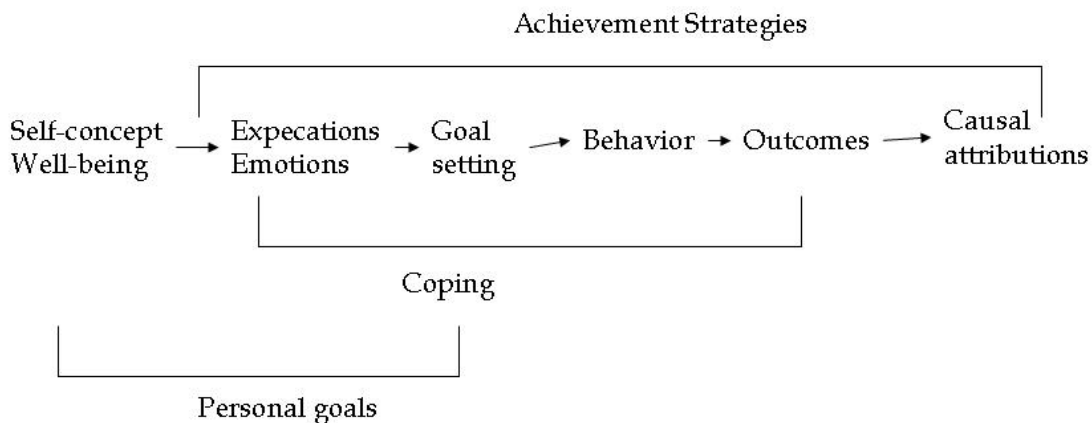 Achievement Strategies
Self-concept
Well-being
Expecations
Emotions
Goal
setting
Behavior
Outcomes
Causal
attributions
Coping
Personal goals